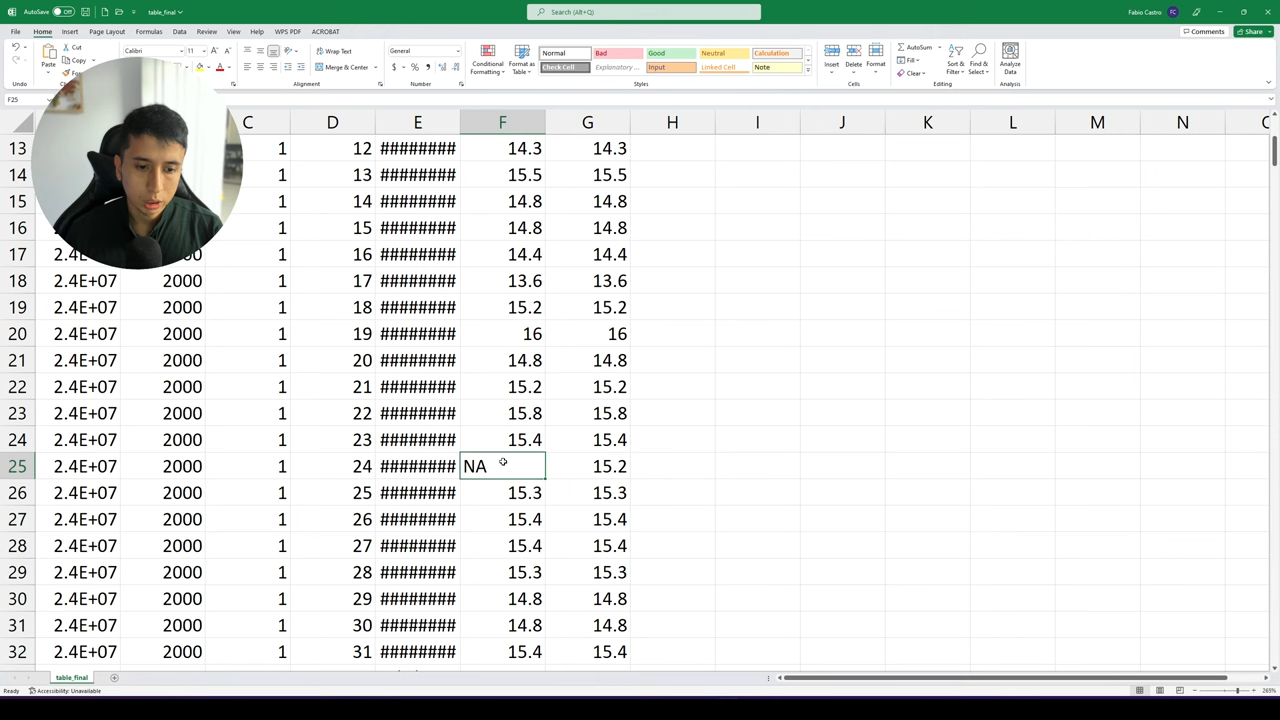 AutoSave Off table_final Search (Alt+Q) Fabio Castro FC
File Home Insert Page Layout Formulas Data Review View Help WPS PDF ACROBAT Comments Share
Cut Calibri 11 A A Wrap Text General Normal Bad Good Neutral Calculation AutoSum
Paste Copy Merge & Center $ % Conditional Formatting Format as Table Check Cell Explanatory ... Input Linked Cell Note Insert Delete Format Fill Clear Sort & Filter Find & Select Analyze Data
Undo Alignment Number Styles Cells Editing Analysis
F25
C D E F G H I J K L M N
13 1 12 ######## 14.3 14.3
14 1 13 ######## 15.5 15.5
15 1 14 ######## 14.8 14.8
16 1 15 ######## 14.8 14.8
17 2.4E+07 2000 1 16 ######## 14.4 14.4
18 2.4E+07 2000 1 17 ######## 13.6 13.6
19 2.4E+07 2000 1 18 ######## 15.2 15.2
20 2.4E+07 2000 1 19 ######## 16 16
21 2.4E+07 2000 1 20 ######## 14.8 14.8
22 2.4E+07 2000 1 21 ######## 15.2 15.2
23 2.4E+07 2000 1 22 ######## 15.8 15.8
24 2.4E+07 2000 1 23 ######## 15.4 15.4
25 2.4E+07 2000 1 24 ######## NA 15.2
26 2.4E+07 2000 1 25 ######## 15.3 15.3
27 2.4E+07 2000 1 26 ######## 15.4 15.4
28 2.4E+07 2000 1 27 ######## 15.4 15.4
29 2.4E+07 2000 1 28 ######## 15.3 15.3
30 2.4E+07 2000 1 29 ######## 14.8 14.8
31 2.4E+07 2000 1 30 ######## 14.8 14.8
32 2.4E+07 2000 1 31 ######## 15.4 15.4
table_final
Ready Accessibility: Unavailable 265%